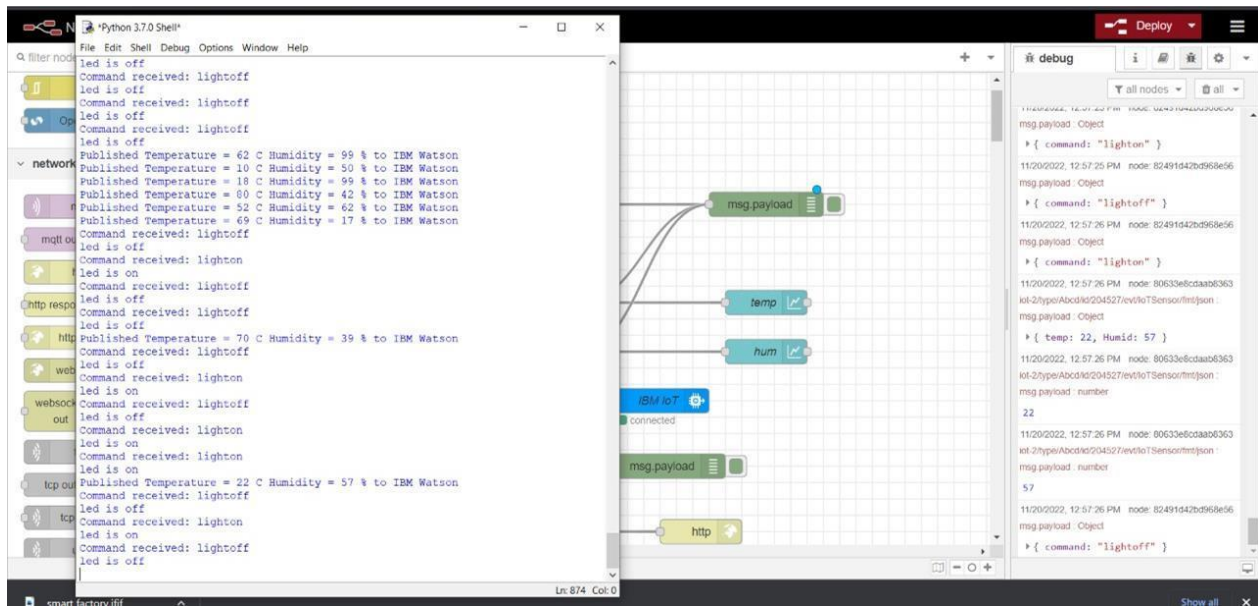 N
*Python 3.7.0 Shell*
File Edit Shell Debug Options Window Help
led is off
Command received: lightoff
led is off
Command received: lightoff
led is off
Command received: lightoff
led is off
Published Temperature = 62 C Humidity = 99 % to IBM Watson
Published Temperature = 10 C Humidity = 50 % to IBM Watson
Published Temperature = 18 C Humidity = 99 % to IBM Watson
Published Temperature = 80 C Humidity = 42 % to IBM Watson
Published Temperature = 52 C Humidity = 62 % to IBM Watson
Published Temperature = 69 C Humidity = 17 % to IBM Watson
Command received: lightoff
led is off
Command received: lighton
led is on
Command received: lightoff
led is off
Command received: lightoff
led is off
Published Temperature = 70 C Humidity = 39 % to IBM Watson
Command received: lightoff
led is off
Command received: lighton
led is on
Command received: lightoff
led is off
Command received: lighton
led is on
Command received: lighton
led is on
Published Temperature = 22 C Humidity = 57 % to IBM Watson
Command received: lightoff
led is off
Command received: lighton
led is on
Command received: lightoff
led is off
Ln: 874 Col: 0
filter node
Op
network
mqtt ou
http respo
http
web
websock
out
tcp ou
tcp
msg.payload
temp
hum
IBM IoT
connected
msg.payload
http
Deploy
debug
i
all nodes
all
msg.payload : Object
{ command: "lighton" }
11/20/2022, 12:57:25 PM node: 82491d42bd968e56
msg.payload : Object
{ command: "lightoff" }
11/20/2022, 12:57:26 PM node: 82491d42bd968e56
msg.payload : Object
{ command: "lighton" }
11/20/2022, 12:57:26 PM node: 80633e8cdaab8363
iot-2/type/Abcd/id/204527/evt/IoTSensor/fmt/json :
msg.payload : Object
{ temp: 22, Humid: 57 }
11/20/2022, 12:57:26 PM node: 80633e8cdaab8363
iot-2/type/Abcd/id/204527/evt/IoTSensor/fmt/json :
msg.payload : number
22
11/20/2022, 12:57:26 PM node: 80633e8cdaab8363
iot-2/type/Abcd/id/204527/evt/IoTSensor/fmt/json :
msg.payload : number
57
11/20/2022, 12:57:26 PM node: 82491d42bd968e56
msg.payload : Object
{ command: "lightoff" }
smart factory.jfif
Show all